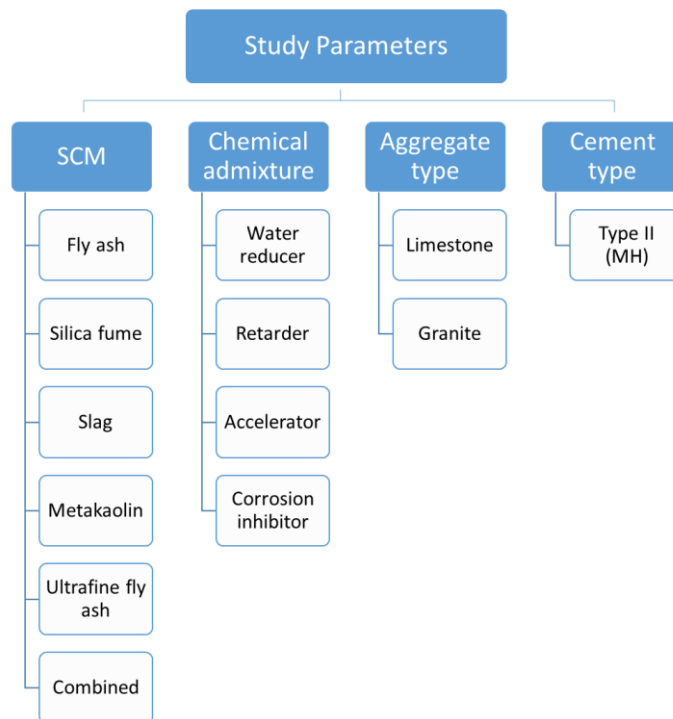 Study Parameters
SCM
Fly ash
Silica fume
Slag
Metakaolin
Ultrafine fly
ash
Combined
Chemical
admixture
Water
reducer
Retarder
Accelerator
Corrosion
inhibitor
Aggregate
type
Limestone
Granite
Cement
type
Type II
(MH)